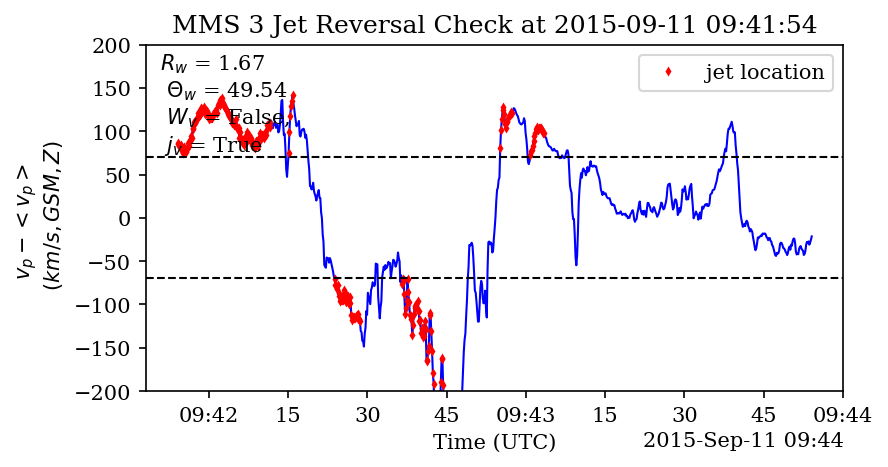 MMS 3 Jet Reversal Check at 2015-09-11 09:41:54
R_w = 1.67
Θ_w = 49.54
W_v = False,
j_v = True
jet location
200
150
100
50
0
−50
−100
−150
−200
v_p − < v_p >
(km/s, GSM, Z)
09:42 15 30 45 09:43 15 30 45 09:44
Time (UTC)
2015-Sep-11 09:44